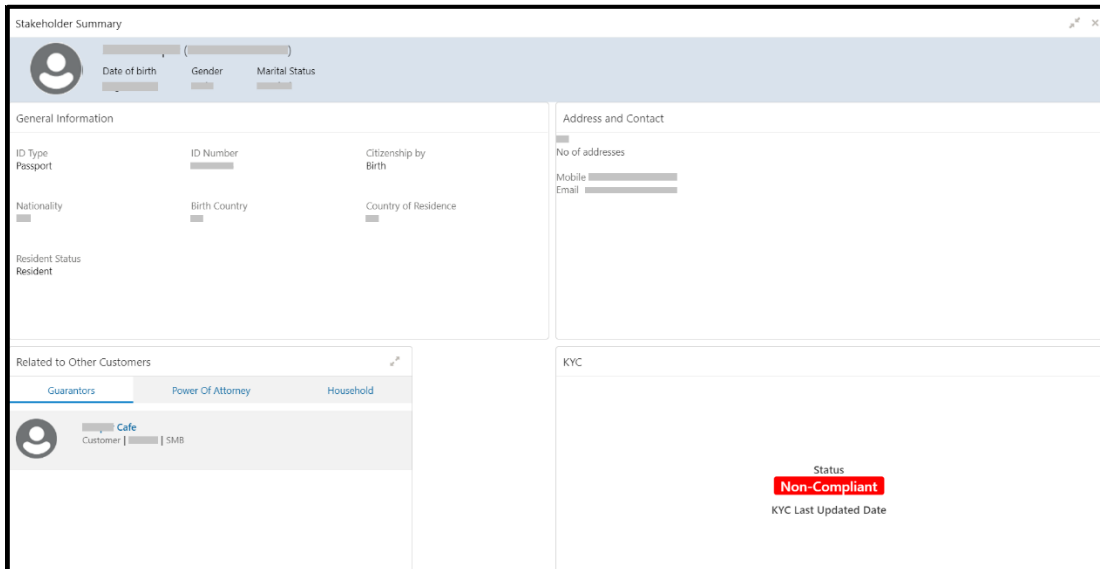 Stakeholder Summary
( )
Date of birth Gender Marital Status
General Information
ID Type ID Number Citizenship by
Passport Birth
Nationality Birth Country Country of Residence
Resident Status
Resident
Address and Contact
No of addresses
Mobile
Email
Related to Other Customers
Guarantors Power Of Attorney Household
Cafe
Customer | | SMB
KYC
Status
Non-Compliant
KYC Last Updated Date